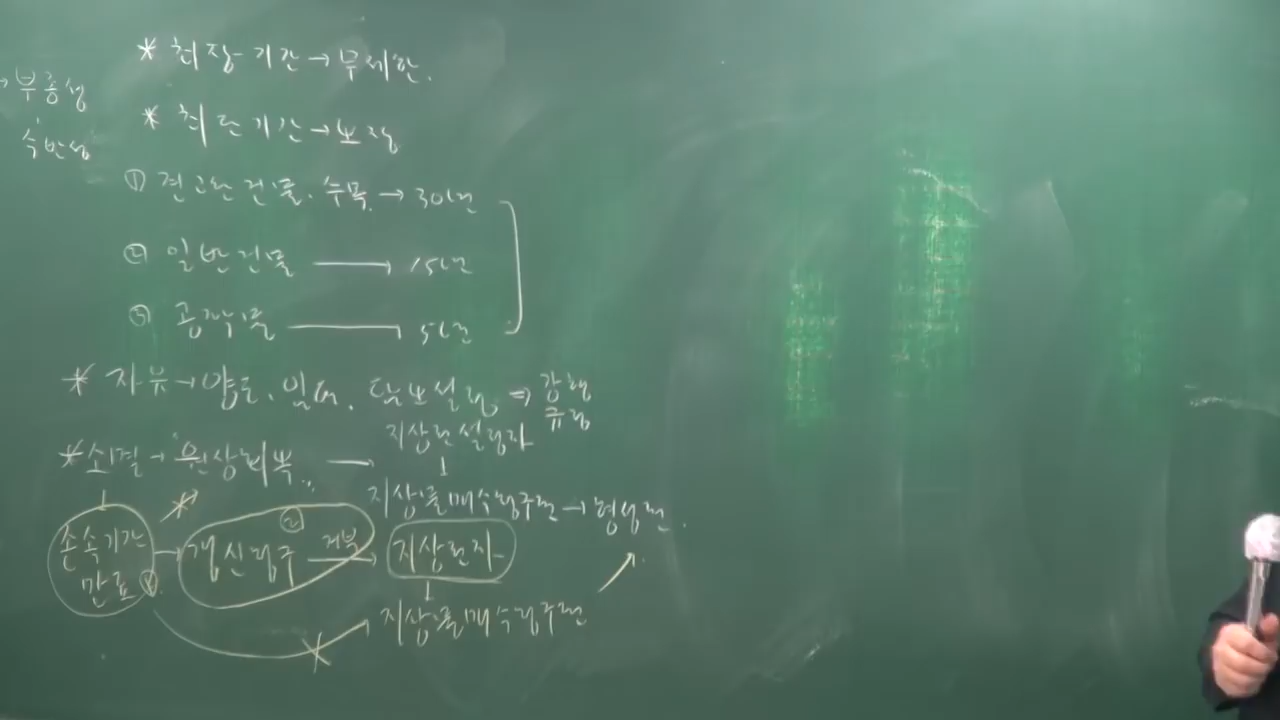 * 최장기간 → 무제한.
→ 부종성
수반성
* 최단기간 → 보장
① 견고한건물·수목 → 30년
② 일반건물 → 15년
③ 공작물 → 5년
* 자유 → 양도, 임대, 담보설정 ⇒ 강행
규정
지상권설정자
* 소멸 → 원상회복 →
지상물매수청구권 → 형성권.
존속기간
만료 ①
갱신청구 ② 거절 → 지상권자
지상물매수청구권